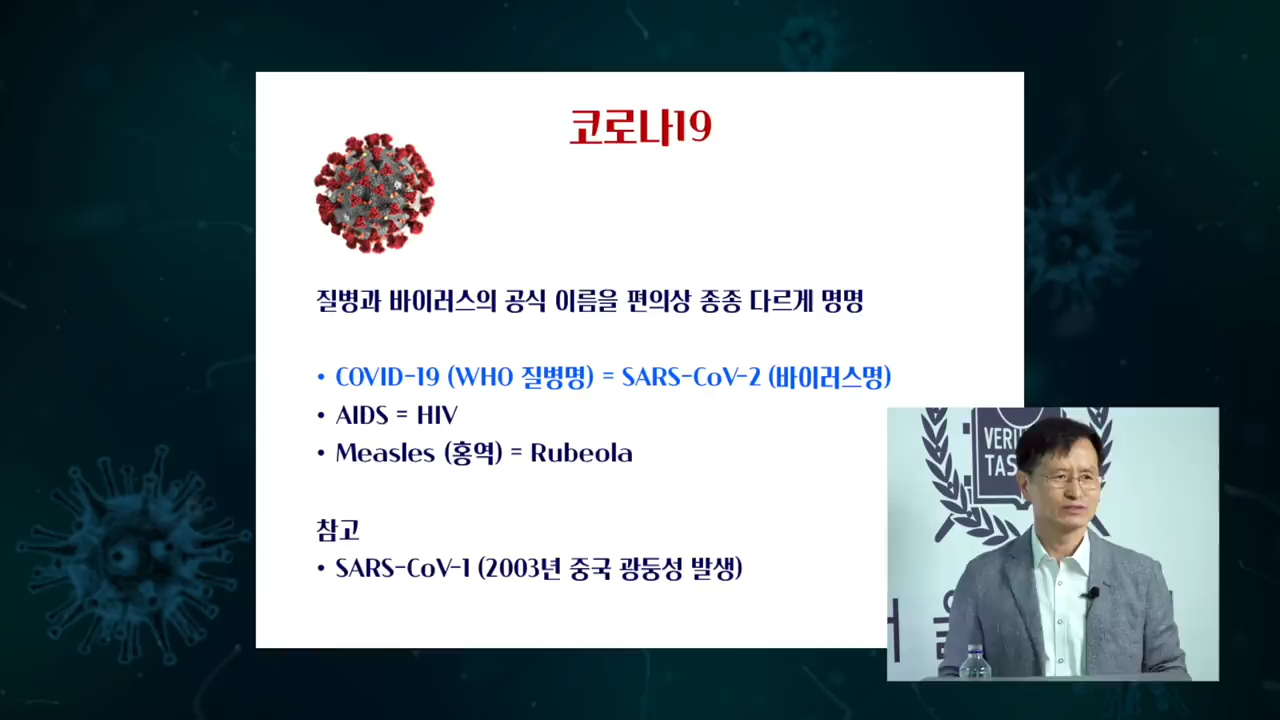 코로나19
질병과 바이러스의 공식 이름을 편의상 종종 다르게 명명
• COVID-19 (WHO 질병명) = SARS-CoV-2 (바이러스명)
• AIDS = HIV
• Measles (홍역) = Rubeola
참고
• SARS-CoV-1 (2003년 중국 광둥성 발생)
VERI
TAS